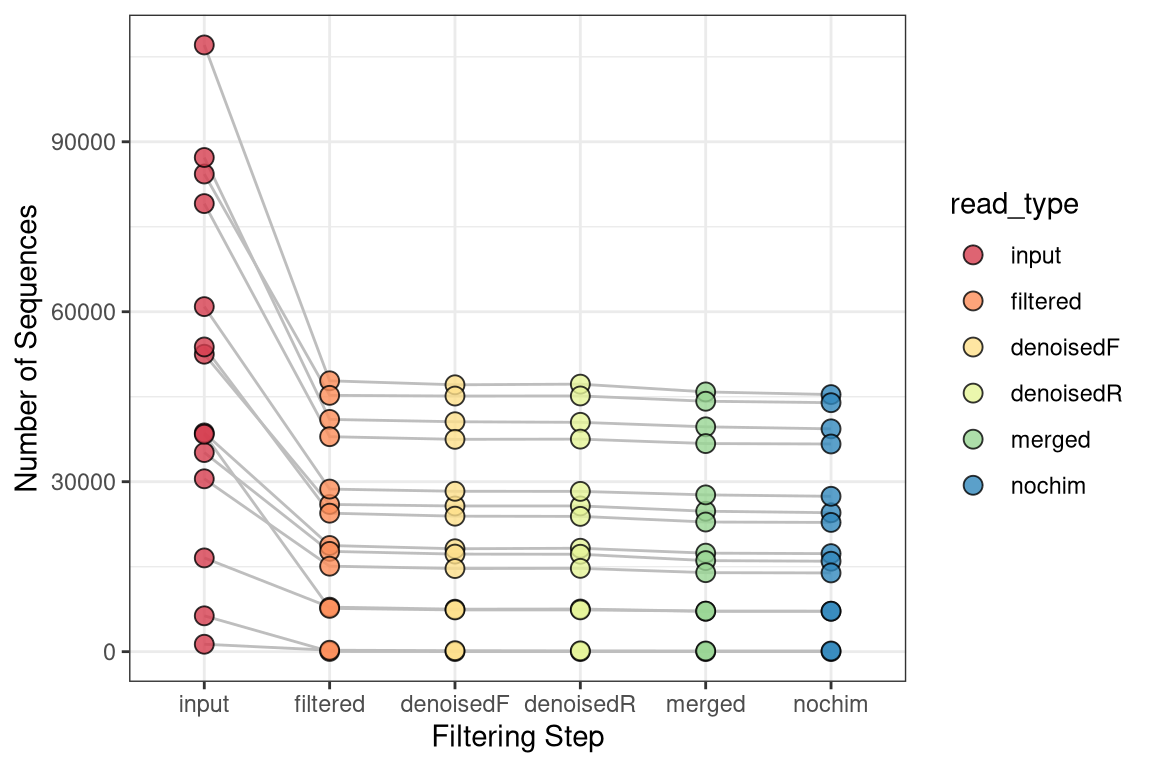 Number of Sequences
90000
60000
30000
0
input filtered denoisedF denoisedR merged nochim
Filtering Step
read_type
input
filtered
denoisedF
denoisedR
merged
nochim